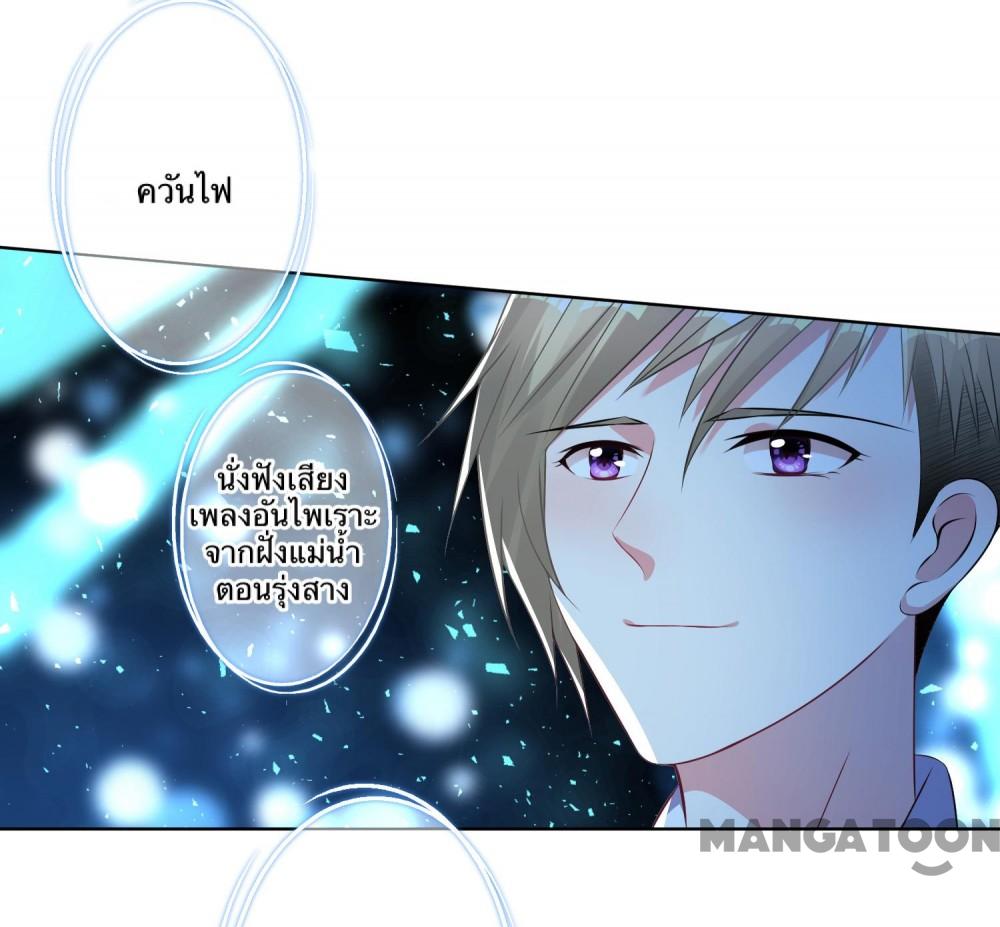 ควันไฟ
นั่งฟังเสียง
เพลงอันไพเราะ
จากฝั่งแม่น้ำ
ตอนรุ่งสาง
MANGATOON